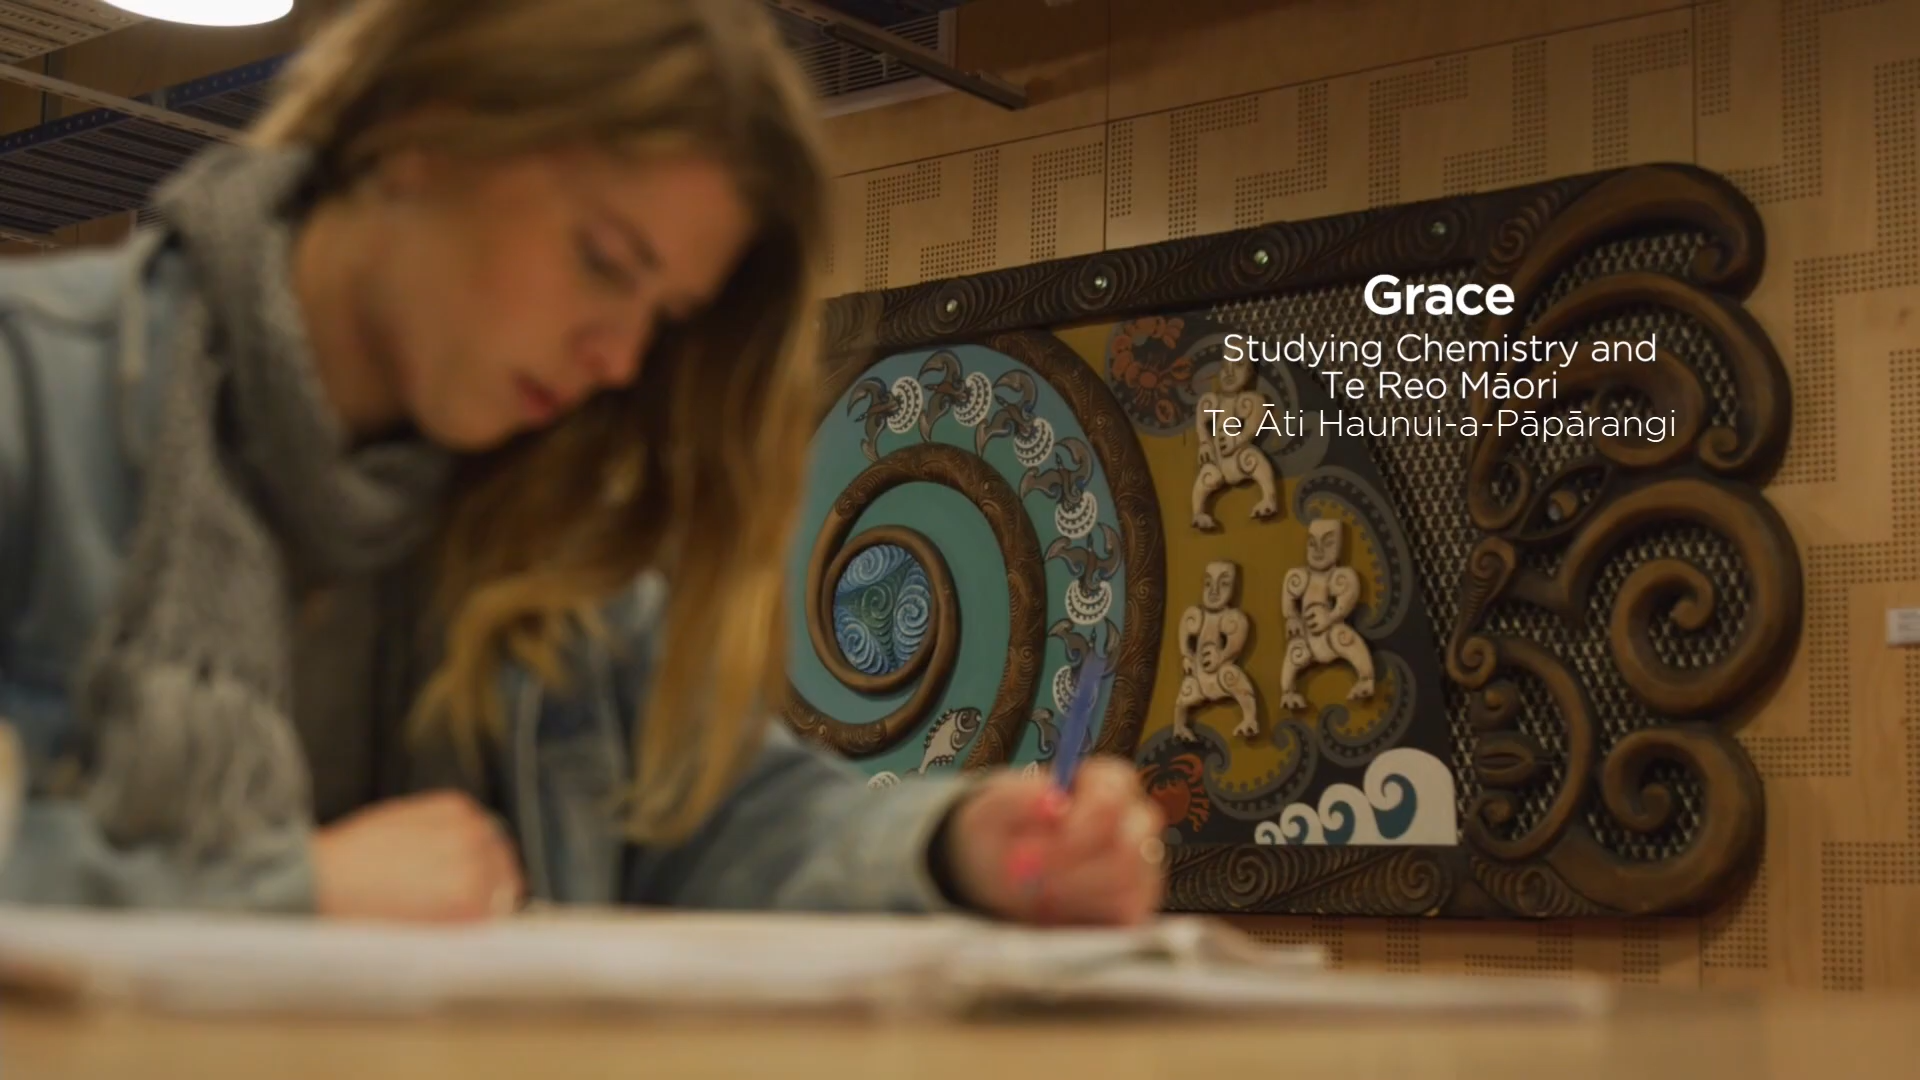 Grace
Studying Chemistry and
Te Reo Māori
Te Āti Haunui-a-Pāpārangi